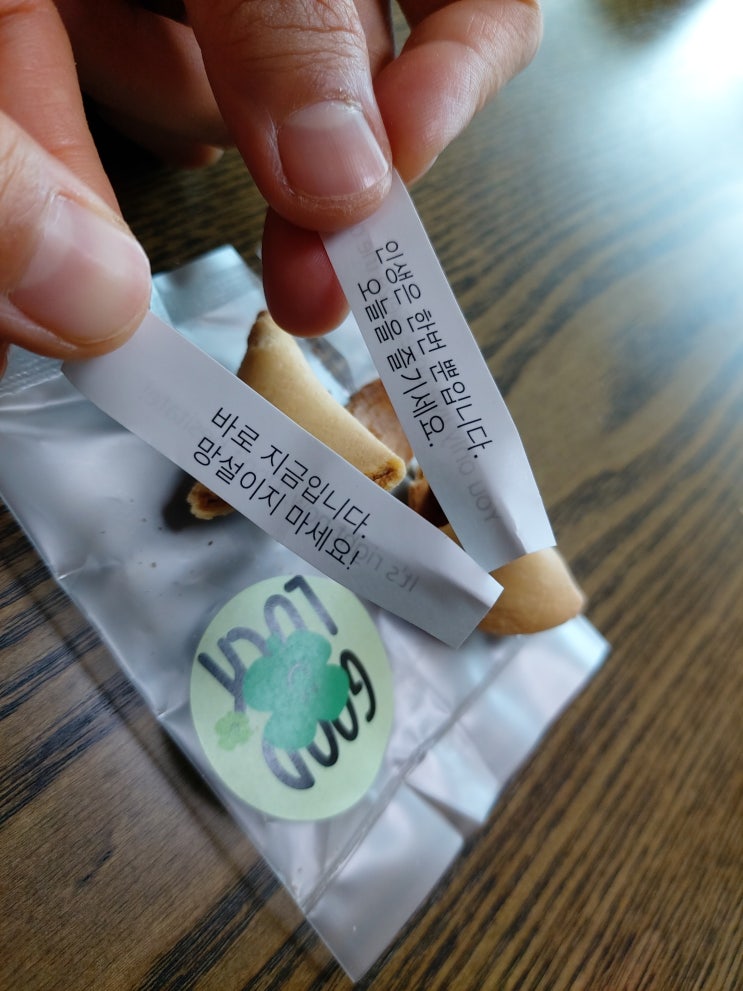 인생은 한번 뿐입니다.
오늘을 즐기세요.
바로 지금입니다.
망설이지 마세요!
GOOD
LUCK